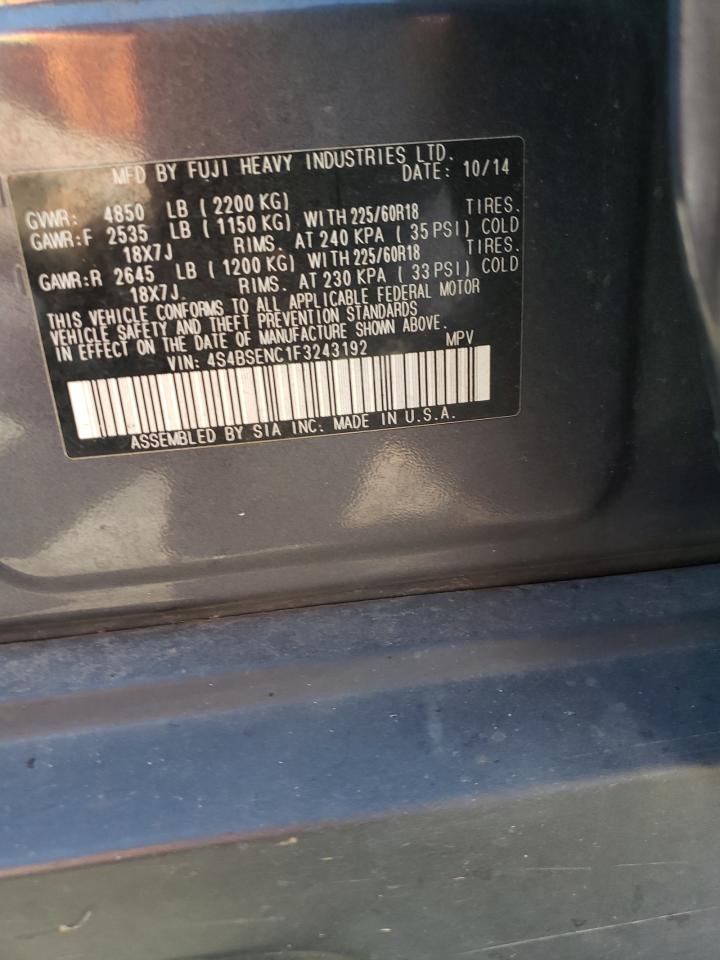 MFD BY FUJI HEAVY INDUSTRIES LTD.
DATE: 10/14
GVWR: 4850 LB ( 2200 KG)
GAWR:F 2535 LB ( 1150 KG) WITH 225/60R18 TIRES.
18X7J RIMS. AT 240 KPA ( 35 PSI) COLD
GAWR:R 2645 LB ( 1200 KG) WITH 225/60R18 TIRES.
18X7J. RIMS. AT 230 KPA ( 33 PSI) COLD
THIS VEHICLE CONFORMS TO ALL APPLICABLE FEDERAL MOTOR
VEHICLE SAFETY AND THEFT PREVENTION STANDARDS
IN EFFECT ON THE DATE OF MANUFACTURE SHOWN ABOVE.
VIN: 4S4BSENC1F3243192 MPV
ASSEMBLED BY SIA INC. MADE IN U.S.A.